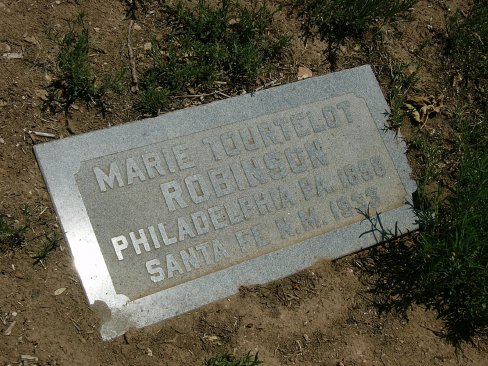 MARIE TOURTELOT
ROBINSON
PHILADELPHIA PA.
SANTA FE N.M.